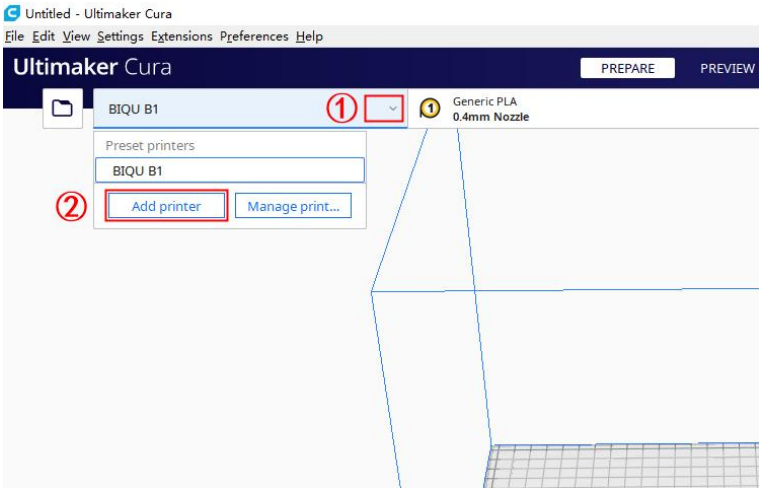 Untitled - Ultimaker Cura
File Edit View Settings Extensions Preferences Help
Ultimaker Cura
PREPARE PREVIEW
BIQU B1
①
1
Generic PLA
0.4mm Nozzle
Preset printers
BIQU B1
②
Add printer
Manage print...